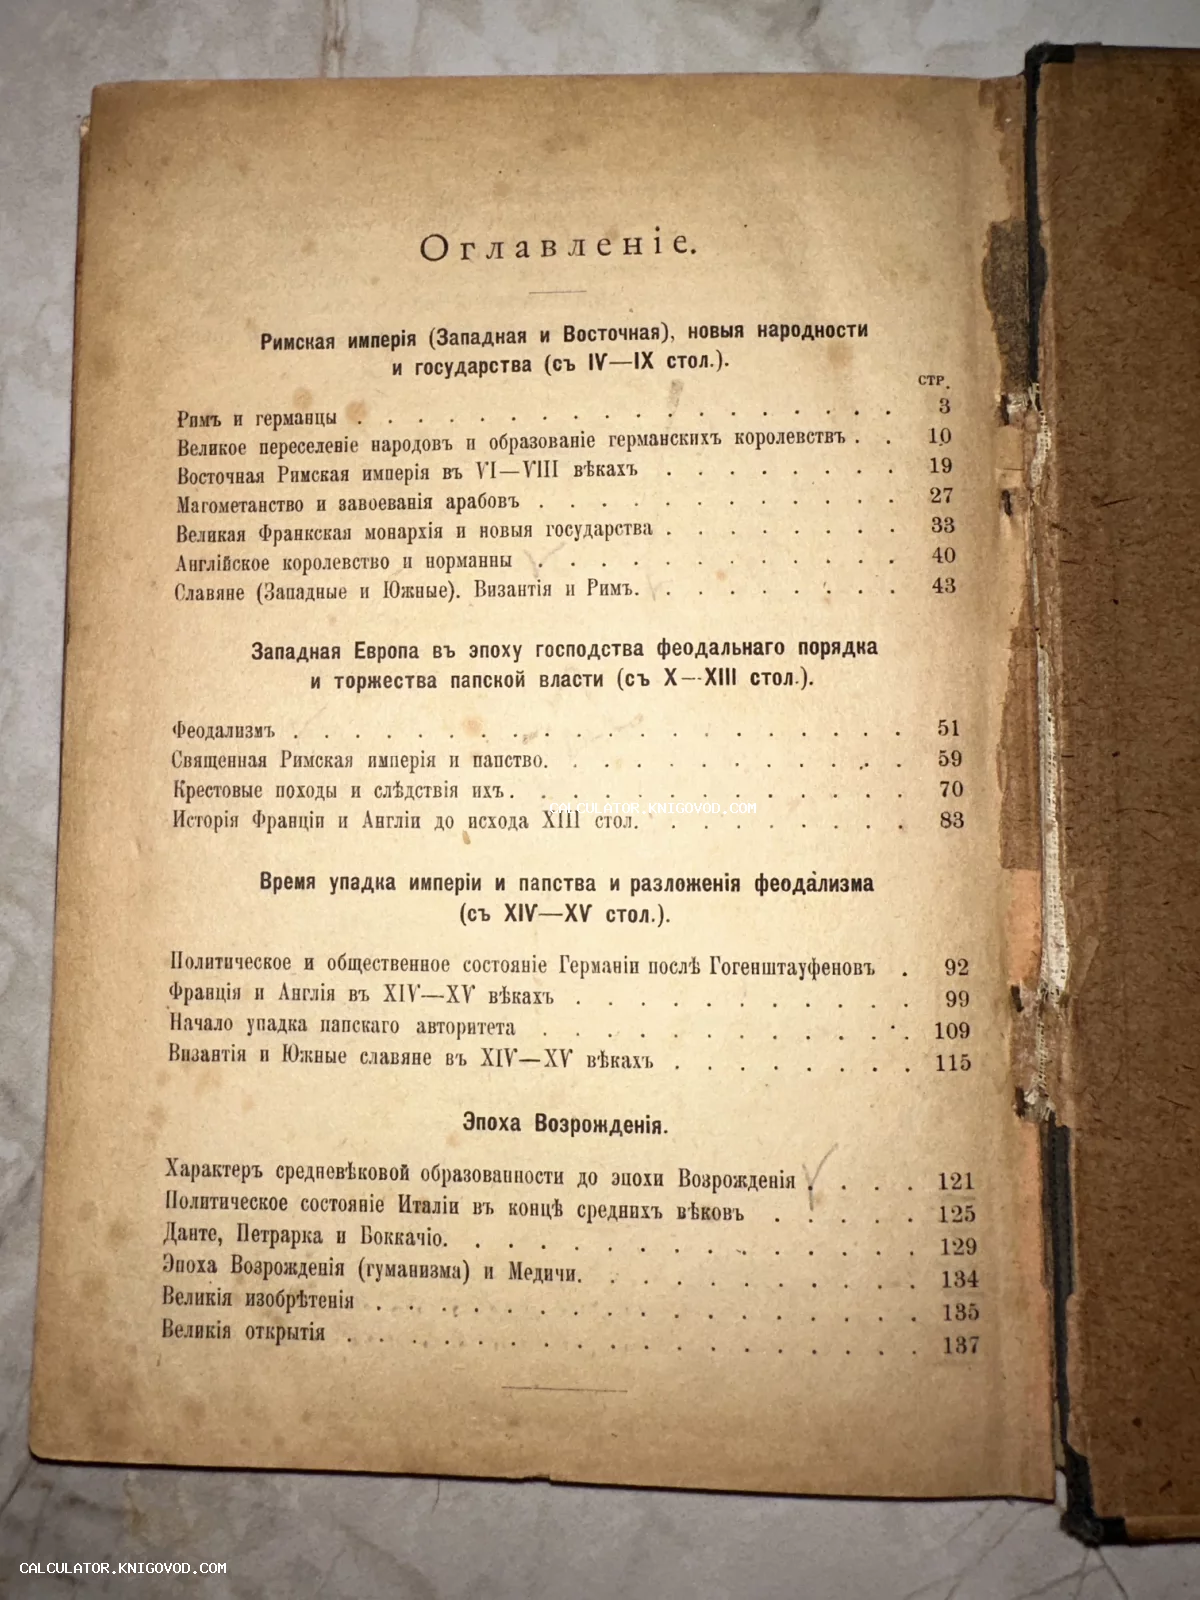 Оглавленіе.
Римская имперія (Западная и Восточная), новыя народности
и государства (съ IV—IX стол.).
СТР.
Римъ и германцы . . . . . . . . . . . . . . . . . 3
Великое переселеніе народовъ и образованіе германскихъ королевствъ . . 10
Восточная Римская имперія въ VI—VIII вѣкахъ . . . . . . . . 19
Магометанство и завоеванія арабовъ . . . . . . . . . . . . 27
Великая Франкская монархія и новыя государства . . . . . . . . 33
Англійское королевство и норманны . . . . . . . . . . . . 40
Славяне (Западные и Южные). Византія и Римъ. . . . . . . . . 43
Западная Европа въ эпоху господства феодальнаго порядка
и торжества папской власти (съ X—XIII стол.).
Феодализмъ . . . . . . . . . . . . . . . . . . . 51
Священная Римская имперія и папство. . . . . . . . . . . . 59
Крестовые походы и слѣдствія ихъ. . . . . . . . . . . . . 70
CALCULATOR.KNIGOVOD.COM
Исторія Франціи и Англіи до исхода XIII стол. . . . . . . . . 83
Время упадка имперіи и папства и разложенія феодализма
(съ XIV—XV стол.).
Политическое и общественное состояніе Германіи послѣ Гогенштауфеновъ . 92
Франція и Англія въ XIV—XV вѣкахъ . . . . . . . . . . . 99
Начало упадка папскаго авторитета . . . . . . . . . . . . 109
Византія и Южные славяне въ XIV—XV вѣкахъ . . . . . . . . 115
Эпоха Возрожденія.
Характеръ средневѣковой образованности до эпохи Возрожденія . . . . 121
Политическое состояніе Италіи въ концѣ среднихъ вѣковъ . . . . . 125
Данте, Петрарка и Боккачіо. . . . . . . . . . . . . . . 129
Эпоха Возрожденія (гуманизма) и Медичи. . . . . . . . . . . 134
Великія изобрѣтенія . . . . . . . . . . . . . . . . . 135
Великія открытія . . . . . . . . . . . . . . . . . . 137
CALCULATOR.KNIGOVOD.COM